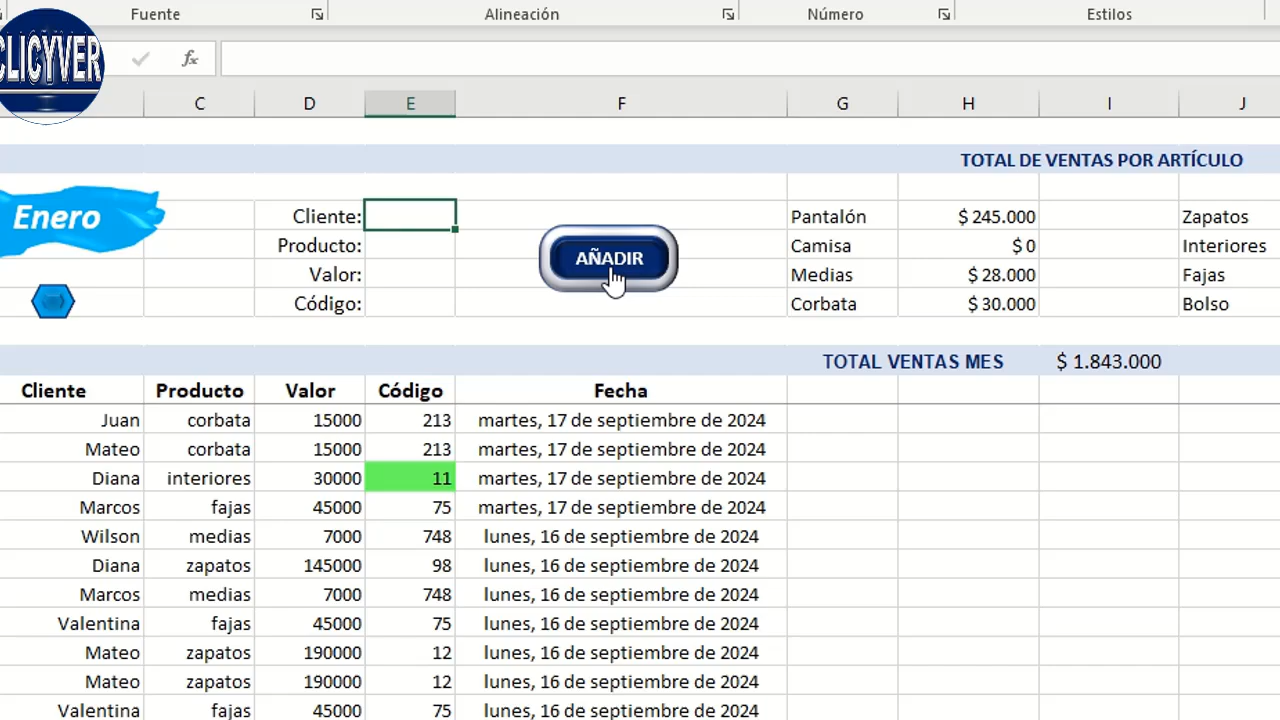 Fuente Alineación Número Estilos
CLICYVER fx
C D E F G H I J
TOTAL DE VENTAS POR ARTÍCULO
Enero Cliente: Pantalón $ 245.000 Zapatos
Producto: AÑADIR Camisa $ 0 Interiores
Valor: Medias $ 28.000 Fajas
Código: Corbata $ 30.000 Bolso
TOTAL VENTAS MES $ 1.843.000
Cliente Producto Valor Código Fecha
Juan corbata 15000 213 martes, 17 de septiembre de 2024
Mateo corbata 15000 213 martes, 17 de septiembre de 2024
Diana interiores 30000 11 martes, 17 de septiembre de 2024
Marcos fajas 45000 75 martes, 17 de septiembre de 2024
Wilson medias 7000 748 lunes, 16 de septiembre de 2024
Diana zapatos 145000 98 lunes, 16 de septiembre de 2024
Marcos medias 7000 748 lunes, 16 de septiembre de 2024
Valentina fajas 45000 75 lunes, 16 de septiembre de 2024
Mateo zapatos 190000 12 lunes, 16 de septiembre de 2024
Mateo zapatos 190000 12 lunes, 16 de septiembre de 2024
Valentina fajas 45000 75 lunes, 16 de septiembre de 2024